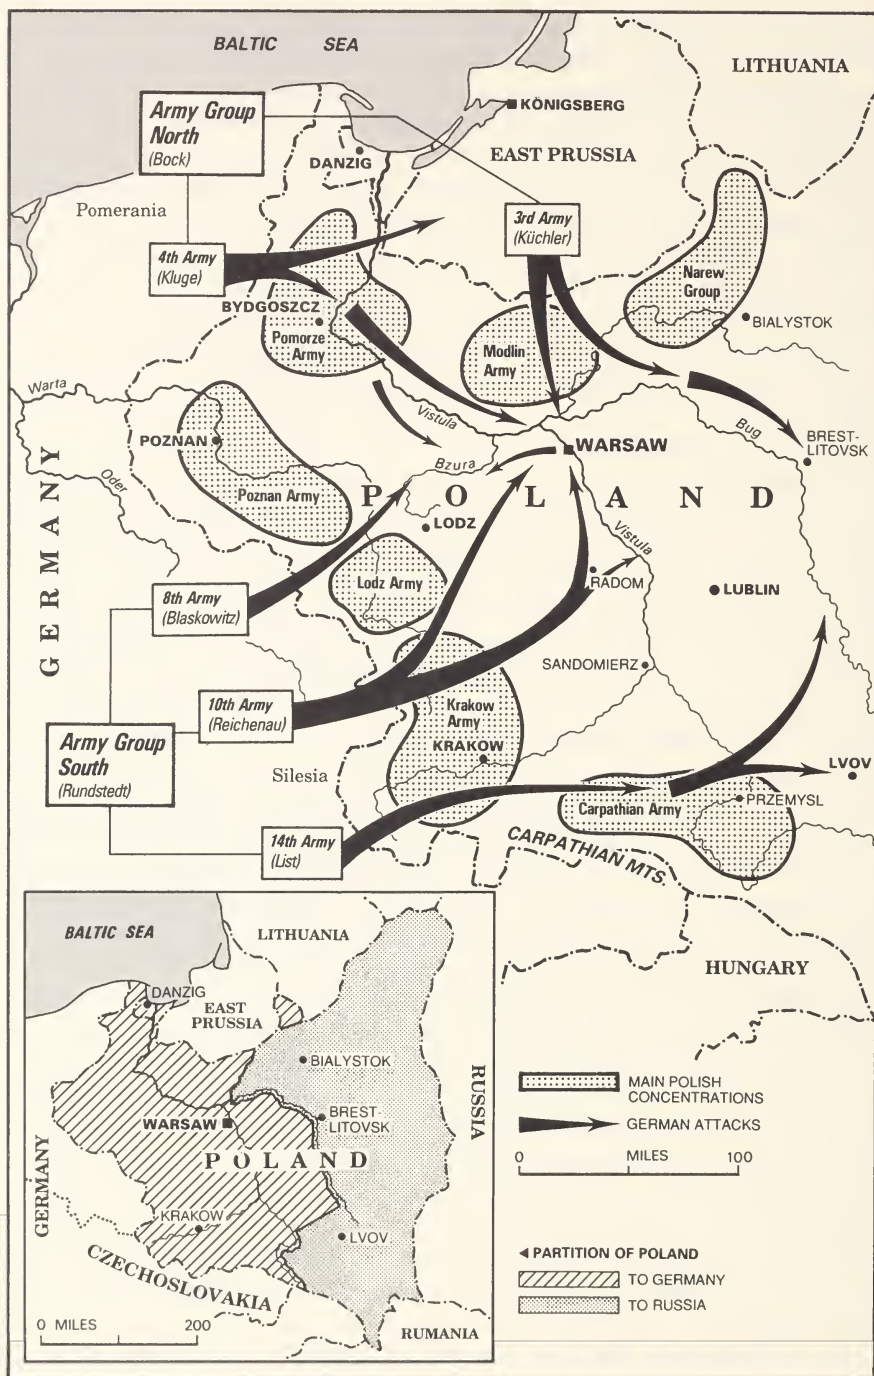 BALTIC SEA
LITHUANIA
Army Group
North
(Bock)
KÖNIGSBERG
DANZIG
EAST PRUSSIA
Pomerania
3rd Army
(Küchler)
4th Army
(Kluge)
Narew
Group
BYDGOSZCZ
Pomorze
Army
BIALYSTOK
Modlin
Army
Warta
Vistula
Bug
POZNAN
WARSAW
BREST-
LITOVSK
Oder
Bzura
Poznan Army
POLAND
LODZ
Vistula
GERMANY
Lodz Army
RADOM
LUBLIN
8th Army
(Blaskowitz)
SANDOMIERZ
10th Army
(Reichenau)
Krakow
Army
KRAKOW
Army Group
South
(Rundstedt)
Silesia
LVOV
Carpathian Army
PRZEMYSL
14th Army
(List)
CARPATHIAN MTS.
HUNGARY
BALTIC SEA
LITHUANIA
DANZIG
EAST
PRUSSIA
BIALYSTOK
RUSSIA
BREST-
LITOVSK
WARSAW
POLAND
GERMANY
KRAKOW
LVOV
CZECHOSLOVAKIA
0 MILES 200
RUMANIA
MAIN POLISH
CONCENTRATIONS
GERMAN ATTACKS
0 MILES 100
◄ PARTITION OF POLAND
TO GERMANY
TO RUSSIA